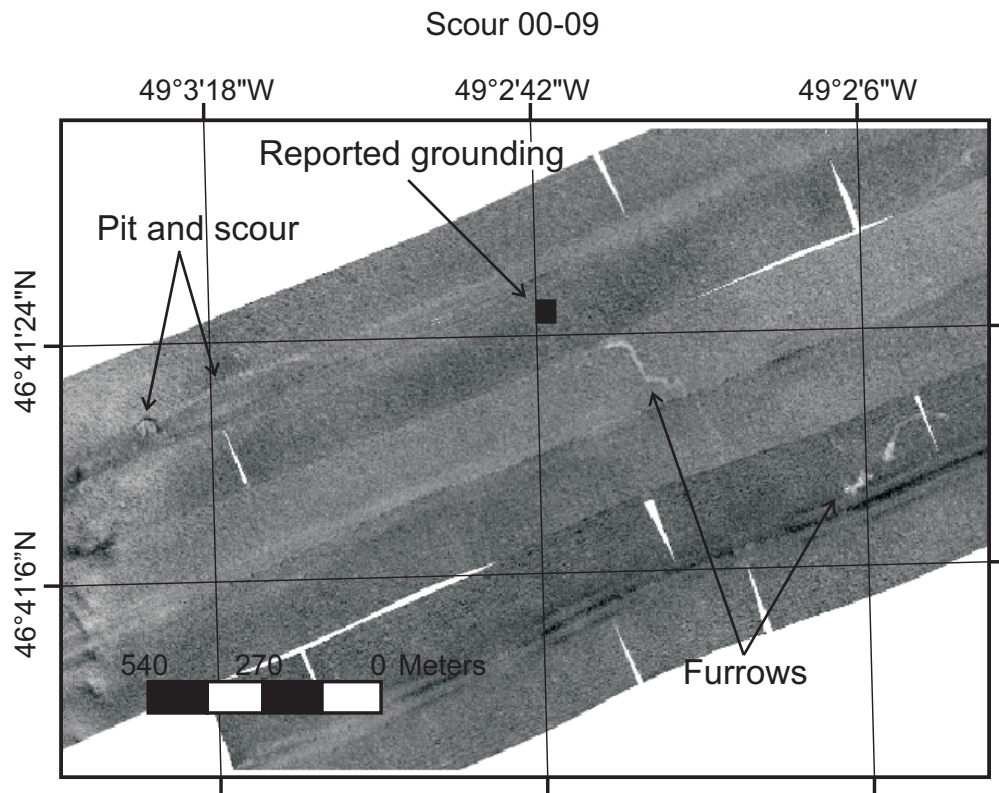 Scour 00-09
49°3'18"W
49°2'42"W
49°2'6"W
Reported grounding
Pit and scour
46°41'24"N
46°41'6”N
540 270 0 Meters
Furrows